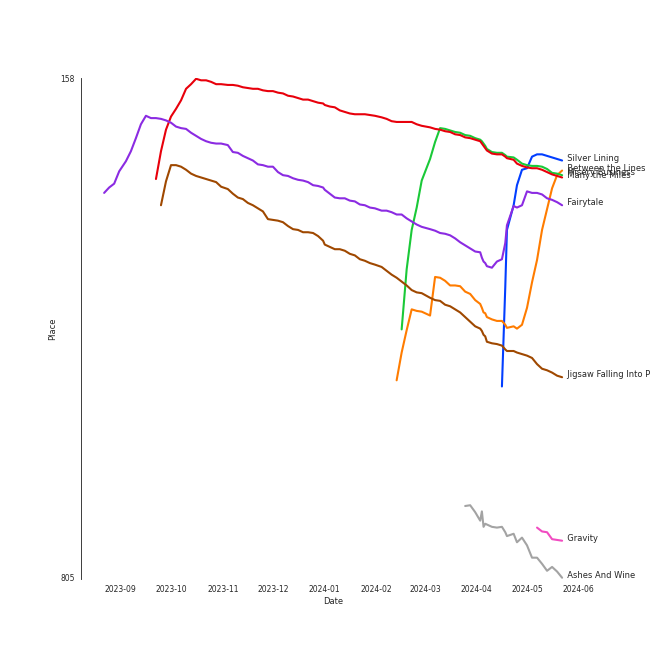 158
Silver Lining
Between the Lines
Many the Miles
Fairytale
Place
Jigsaw Falling Into P
Gravity
805
Ashes And Wine
2023-09 2023-10 2023-11 2023-12 2024-01 2024-02 2024-03 2024-04 2024-05 2024-06
Date